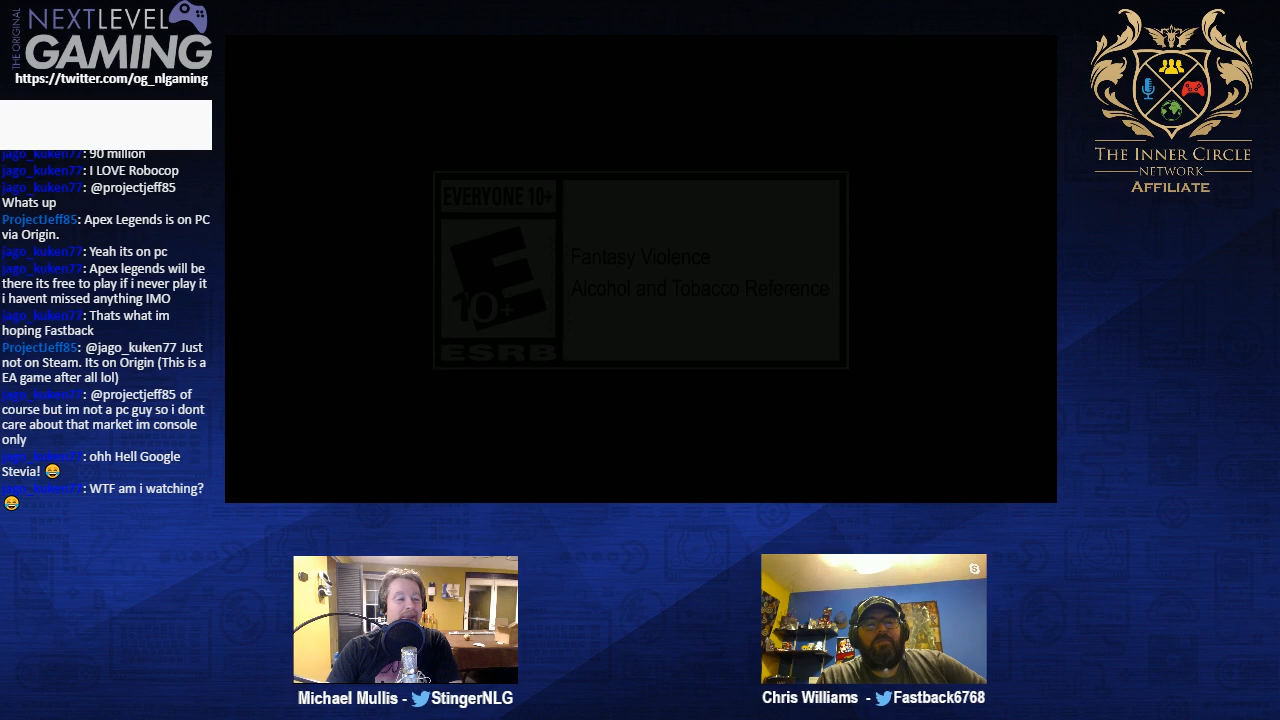 THE ORIGINAL
NEXTLEVEL
GAMING
https://twitter.com/og_nlgaming
jago_kuken77: 90 million
jago_kuken77: I LOVE Robocop
jago_kuken77: @projectjeff85
Whats up
ProjectJeff85: Apex Legends is on PC
via Origin.
jago_kuken77: Yeah its on pc
jago_kuken77: Apex legends will be
there its free to play if i never play it
i havent missed anything IMO
jago_kuken77: Thats what im
hoping Fastback
ProjectJeff85: @jago_kuken77 Just
not on Steam. Its on Origin (This is a
EA game after all lol)
jago_kuken77: @projectjeff85 of
course but im not a pc guy so i dont
care about that market im console
only
jago_kuken77: ohh Hell Google
Stevia! 😂
jago_kuken77: WTF am i watching?
😂
EVERYONE 10+
E
10+
ESRB
Fantasy Violence
Alcohol and Tobacco Reference
THE INNER CIRCLE
NETWORK
AFFILIATE
Michael Mullis - StingerNLG
Chris Williams - Fastback6768